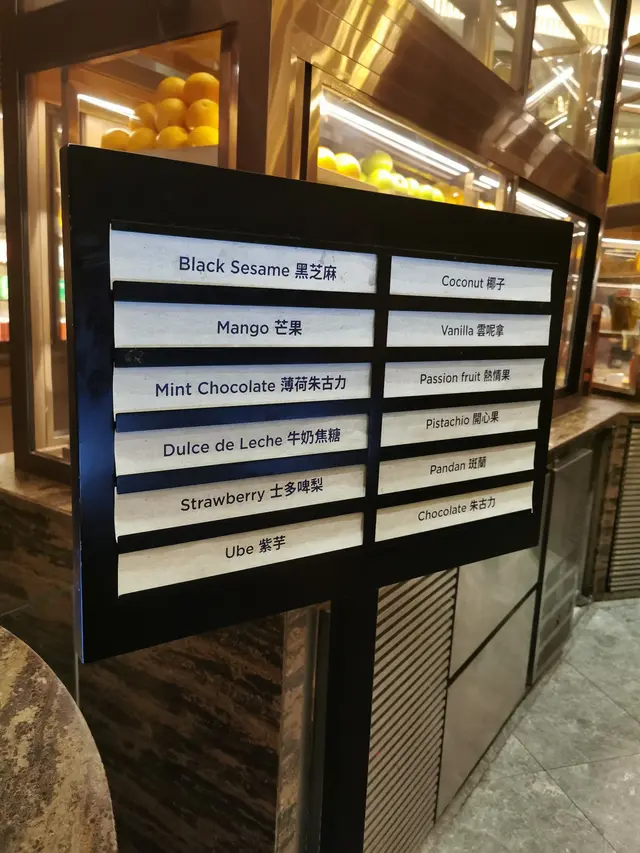 Black Sesame 黑芝麻
Mango 芒果
Mint Chocolate 薄荷朱古力
Dulce de Leche 牛奶焦糖
Strawberry 士多啤梨
Ube 紫芋
Coconut 椰子
Vanilla 雲呢拿
Passion fruit 熱情果
Pistachio 開心果
Pandan 斑蘭
Chocolate 朱古力